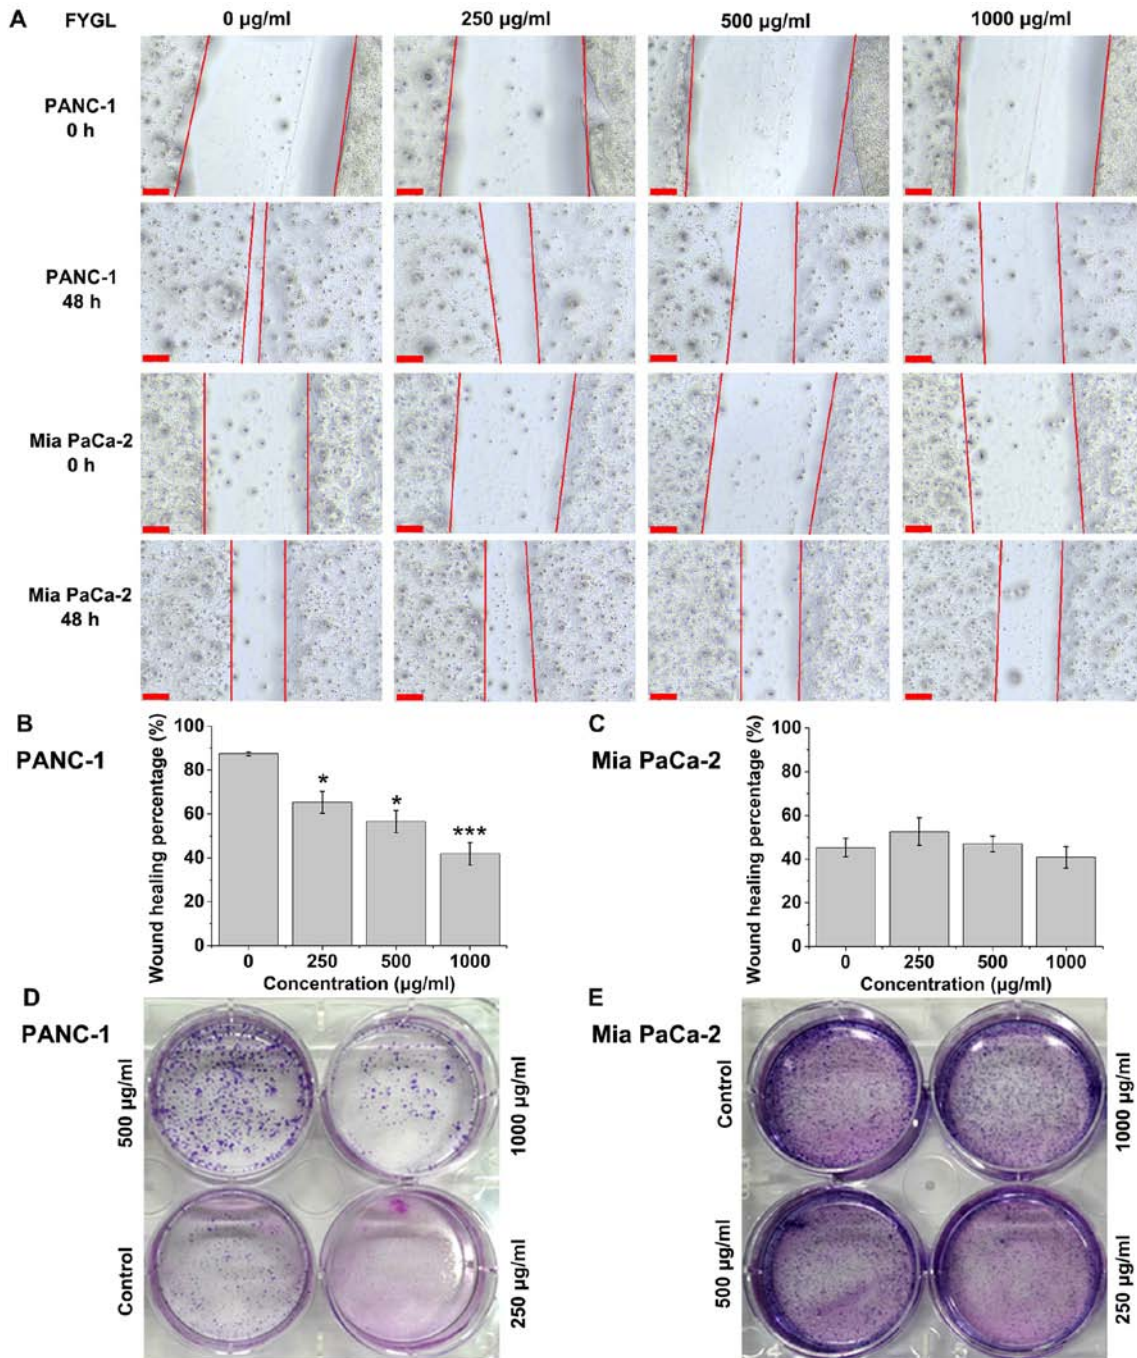 A FYGL 0 µg/ml 250 µg/ml 500 µg/ml 1000 µg/ml
PANC-1
0 h
PANC-1
48 h
Mia PaCa-2
0 h
Mia PaCa-2
48 h
B
PANC-1
Wound healing percentage (%)
100
80
60
40
20
0
*
*
***
0 250 500 1000
Concentration (µg/ml)
C
Mia PaCa-2
Wound healing percentage (%)
100
80
60
40
20
0
0 250 500 1000
Concentration (µg/ml)
D
PANC-1
500 µg/ml
1000 µg/ml
Control
250 µg/ml
E
Mia PaCa-2
Control
1000 µg/ml
500 µg/ml
250 µg/ml